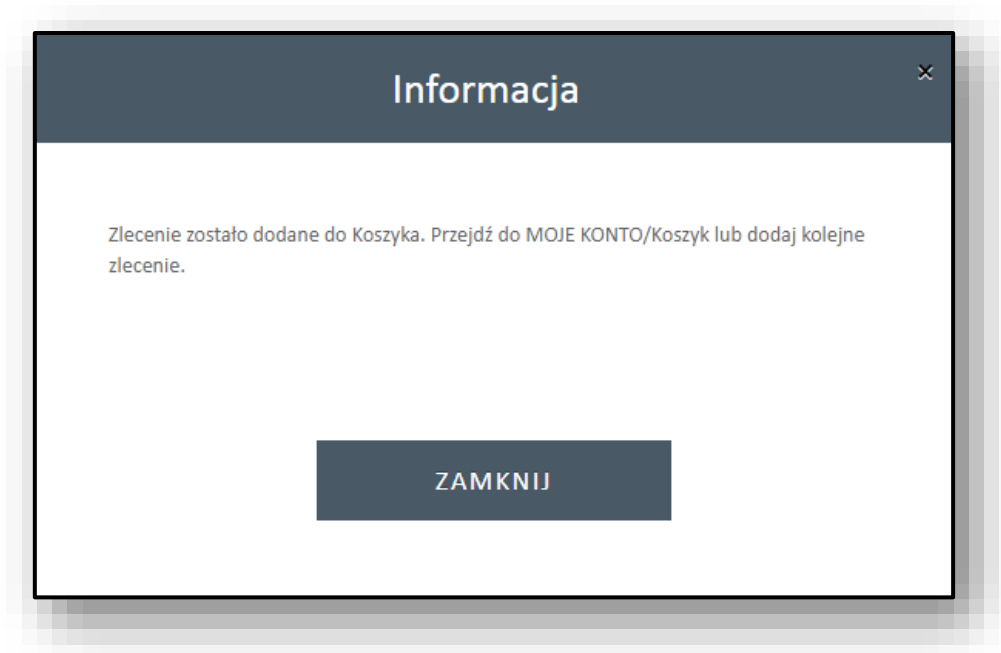 Informacja
Zlecenie zostało dodane do Koszyka. Przejdź do MOJE KONTO/Koszyk lub dodaj kolejne
zlecenie.
ZAMKNIJ